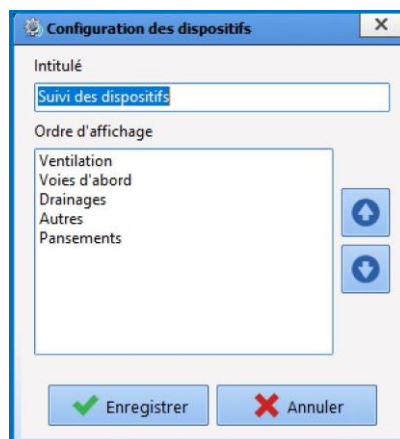 Configuration des dispositifs
Intitulé
Suivi des dispositifs
Ordre d'affichage
Ventilation
Voies d'abord
Drainages
Autres
Pansements
Enregistrer
Annuler